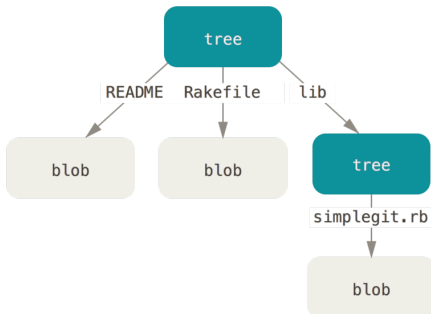 tree
README Rakefile lib
blob blob tree
simplegit.rb
blob